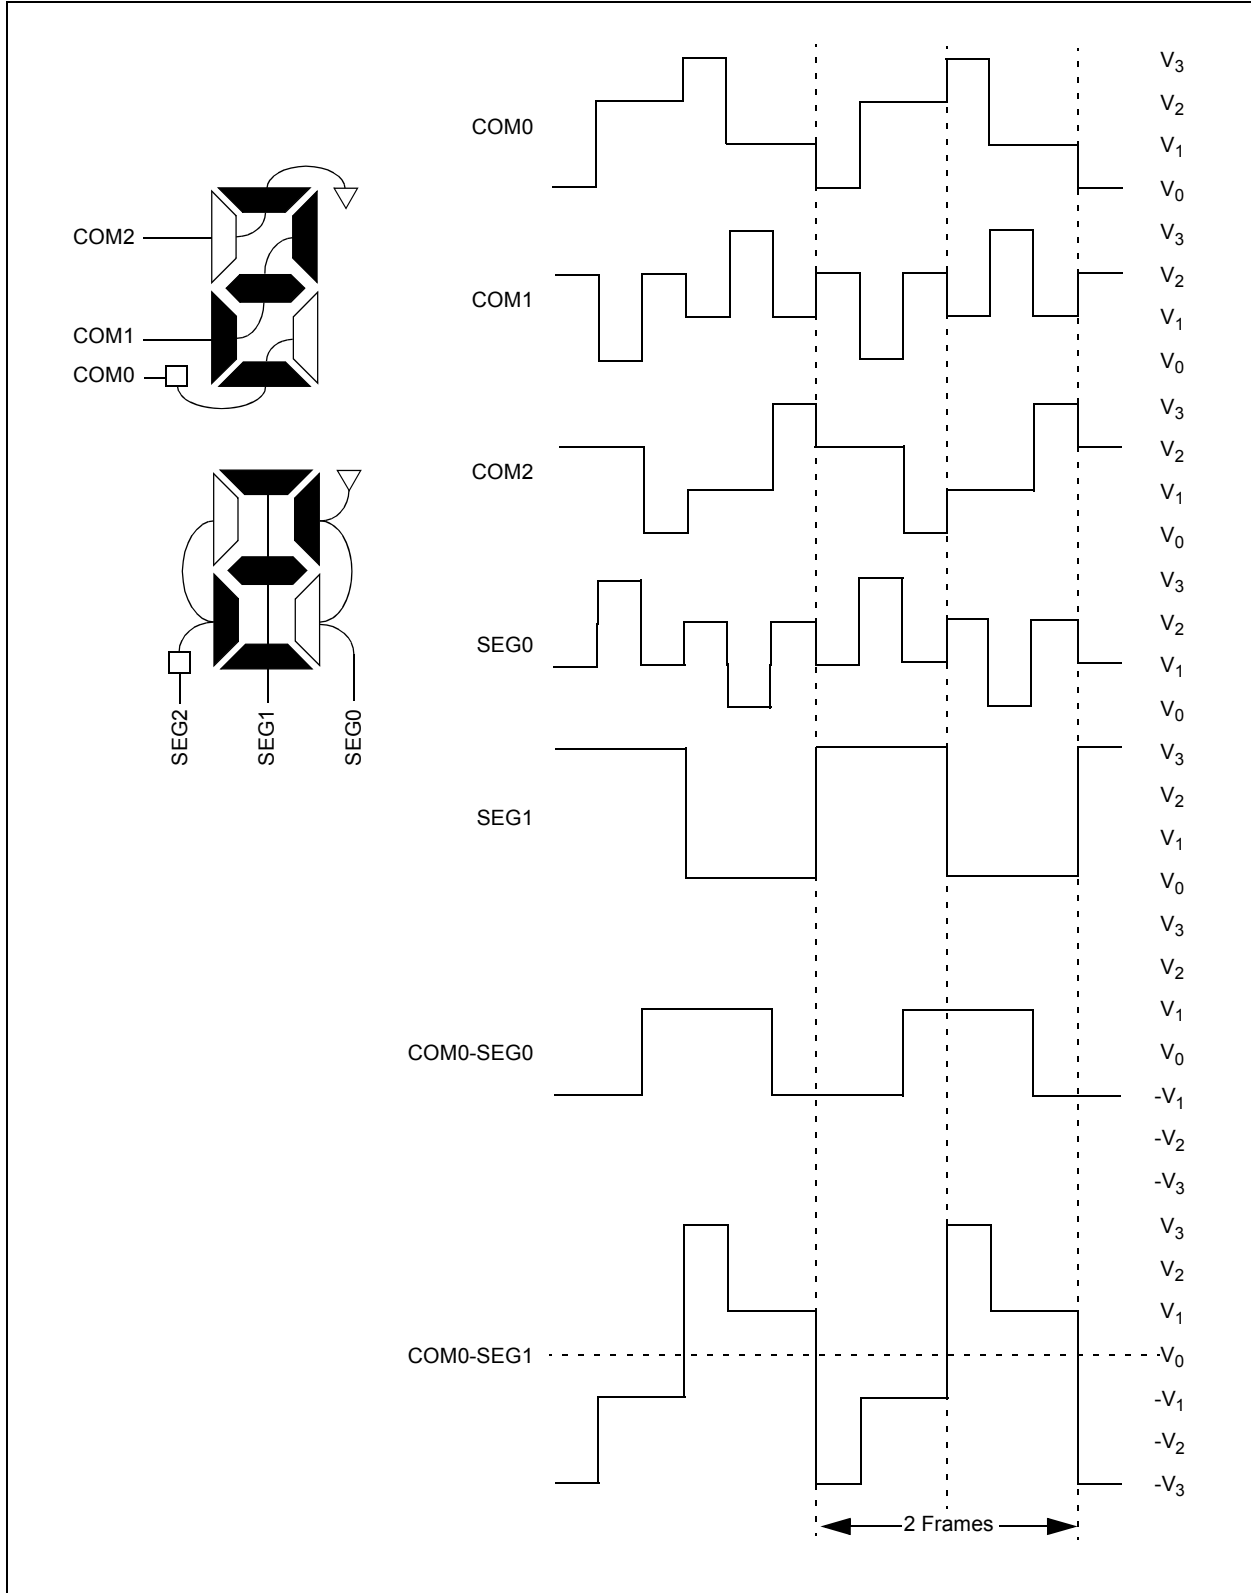 COM0
V3
V2
V1
V0
COM2
COM1
COM0
COM1
V3
V2
V1
V0
COM2
V3
V2
V1
V0
SEG2
SEG1
SEG0
SEG0
V3
V2
V1
V0
SEG1
V3
V2
V1
V0
COM0-SEG0
V3
V2
V1
V0
-V1
-V2
-V3
COM0-SEG1
V3
V2
V1
V0
-V1
-V2
-V3
2 Frames